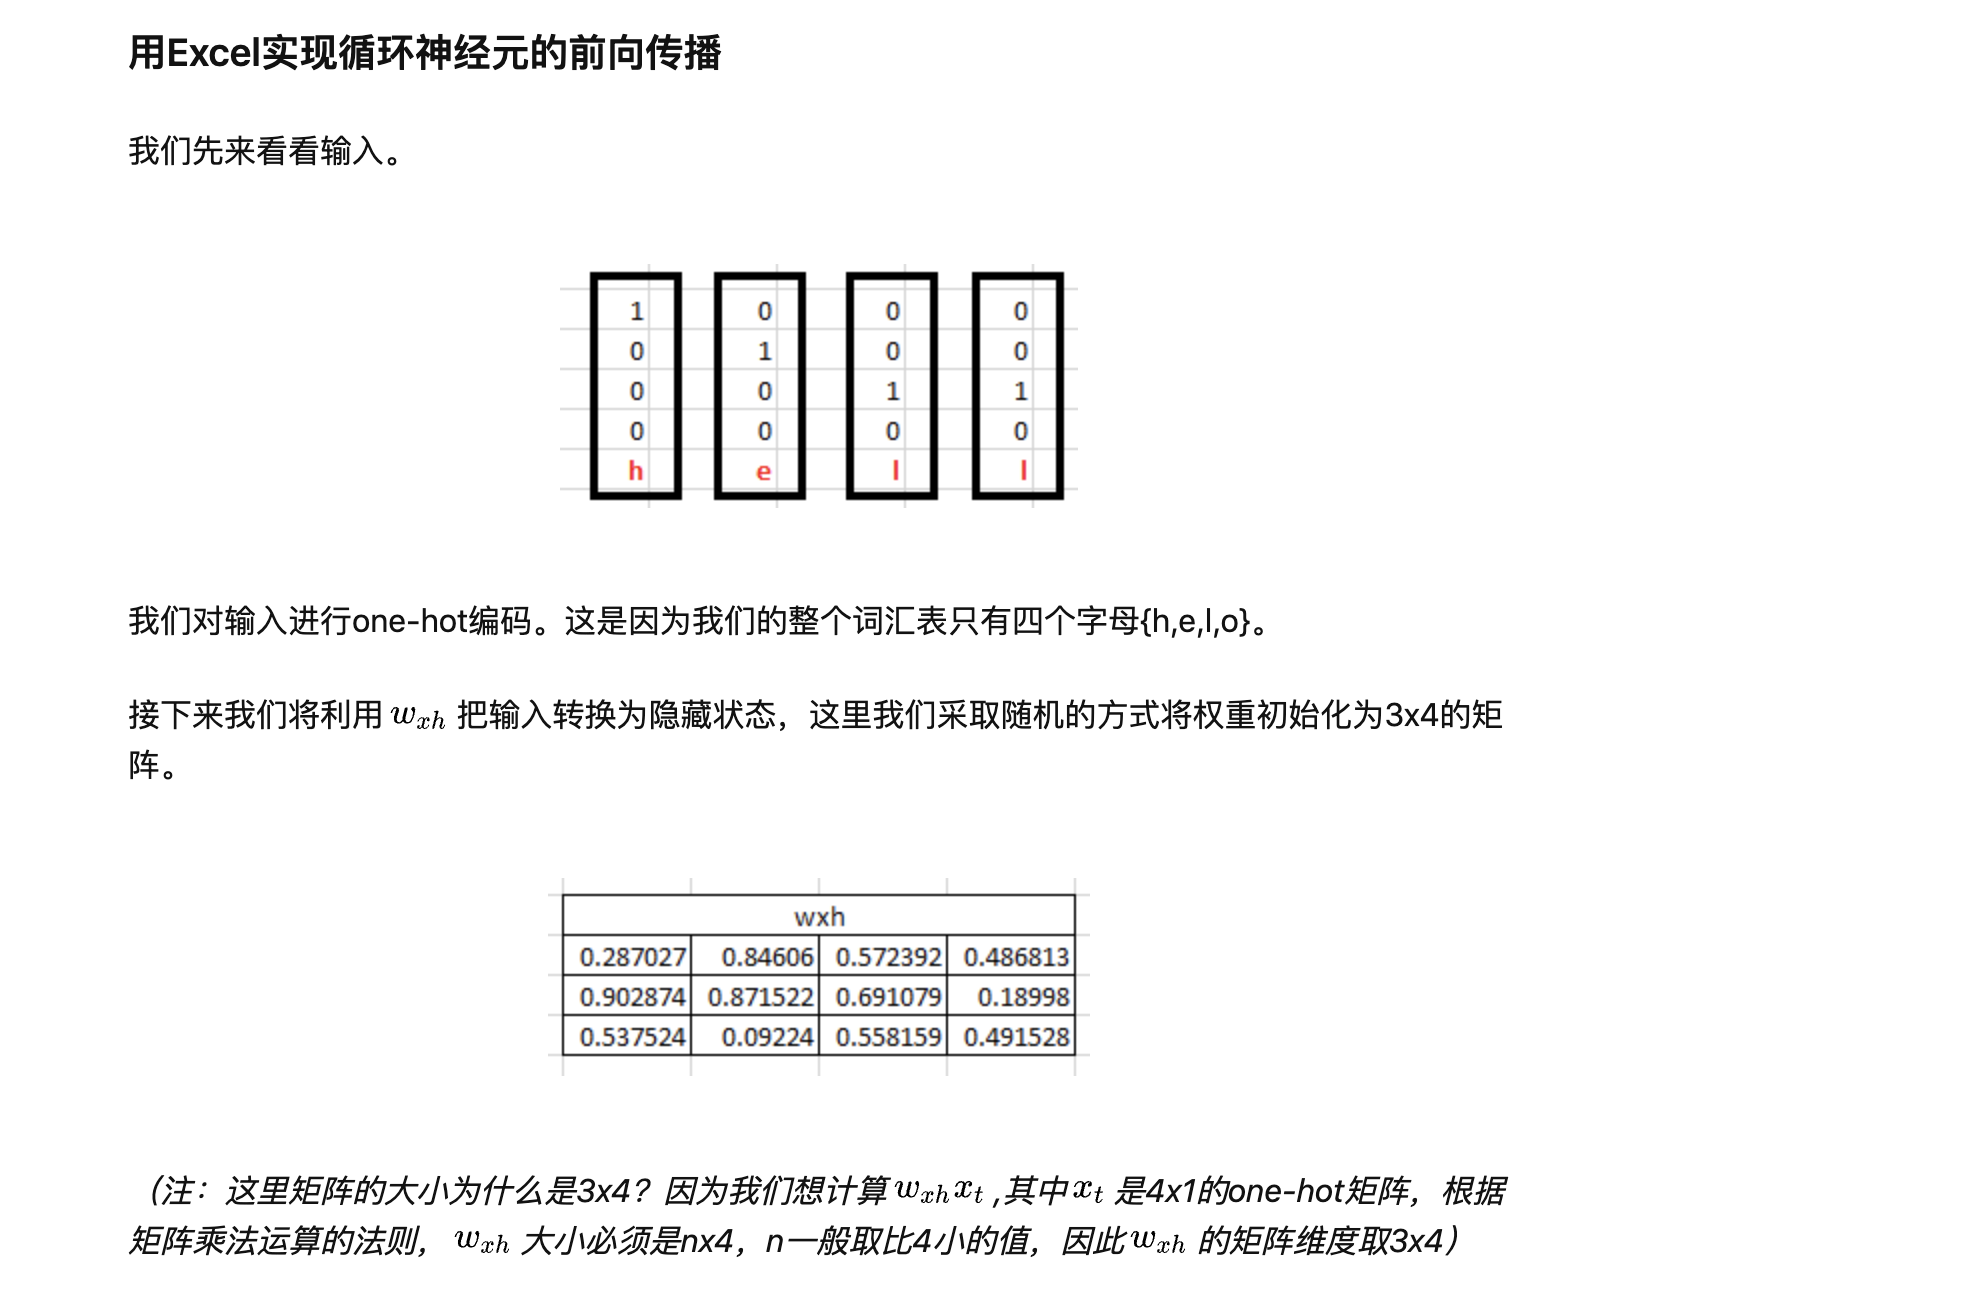 用Excel实现循环神经元的前向传播
我们先来看看输入。
1 0 0 0
0 1 0 0
0 0 1 1
0 0 0 0
h e l l
我们对输入进行one-hot编码。这是因为我们的整个词汇表只有四个字母{h,e,l,o}。
接下来我们将利用 w_{xh} 把输入转换为隐藏状态，这里我们采取随机的方式将权重初始化为3x4的矩
阵。
wxh
0.287027 0.84606 0.572392 0.486813
0.902874 0.871522 0.691079 0.18998
0.537524 0.09224 0.558159 0.491528
（注：这里矩阵的大小为什么是3x4？因为我们想计算 w_{xh}x_t ,其中 x_t 是4x1的one-hot矩阵，根据
矩阵乘法运算的法则， w_{xh} 大小必须是nx4，n一般取比4小的值，因此 w_{xh} 的矩阵维度取3x4）